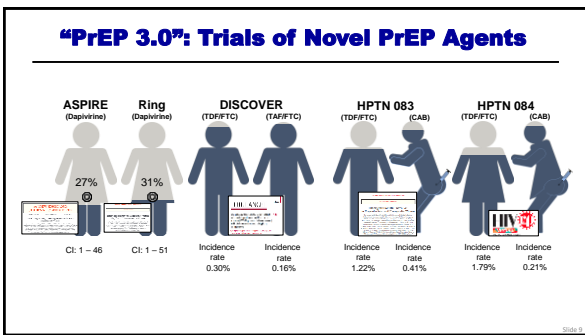 “PrEP 3.0”: Trials of Novel PrEP Agents
ASPIRE
(Dapivirine)
Ring
(Dapivirine)
DISCOVER
(TDF/FTC)
(TAF/FTC)
HPTN 083
(TDF/FTC)
(CAB)
HPTN 084
(TDF/FTC)
(CAB)
27%
31%
HIV
CI: 1 – 46
CI: 1 – 51
Incidence
rate
0.30%
Incidence
rate
0.16%
Incidence
rate
1.22%
Incidence
rate
0.41%
Incidence
rate
1.79%
Incidence
rate
0.21%
Slide 9